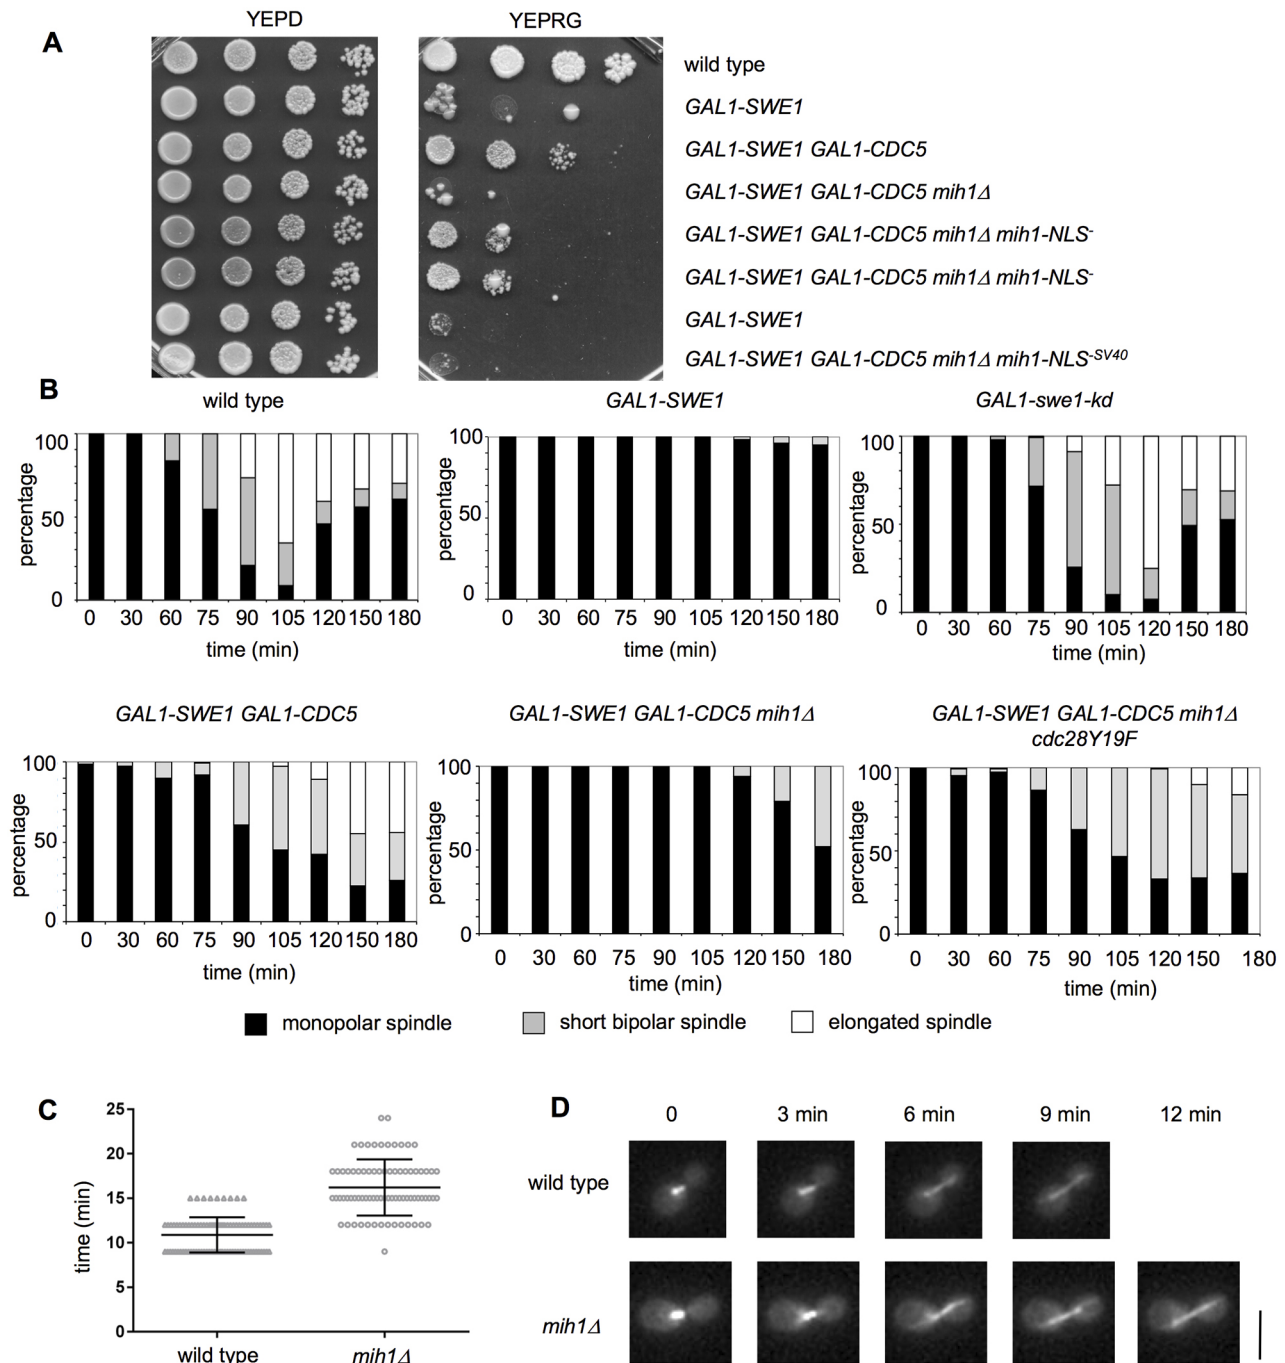 A
YEPD
YEPRG
wild type
GAL1-SWE1
GAL1-SWE1 GAL1-CDC5
GAL1-SWE1 GAL1-CDC5 mih1Δ
GAL1-SWE1 GAL1-CDC5 mih1Δ mih1-NLS-
GAL1-SWE1 GAL1-CDC5 mih1Δ mih1-NLS-
GAL1-SWE1
GAL1-SWE1 GAL1-CDC5 mih1Δ mih1-NLS-SV40
B
wild type
100
50
0
percentage
0 30 60 75 90 105 120 150 180
time (min)
GAL1-SWE1
100
50
0
percentage
0 30 60 75 90 105 120 150 180
time (min)
GAL1-swe1-kd
100
50
0
percentage
0 30 60 75 90 105 120 150 180
time (min)
GAL1-SWE1 GAL1-CDC5
100
50
0
percentage
0 30 60 75 90 105 120 150 180
time (min)
GAL1-SWE1 GAL1-CDC5 mih1Δ
100
50
0
percentage
0 30 60 75 90 105 120 150 180
time (min)
GAL1-SWE1 GAL1-CDC5 mih1Δ
cdc28Y19F
100
50
0
percentage
0 30 60 75 90 105 120 150 180
time (min)
monopolar spindle
short bipolar spindle
elongated spindle
C
25
20
15
10
5
0
time (min)
wild type
mih1Δ
D
0 3 min 6 min 9 min 12 min
wild type
mih1Δ